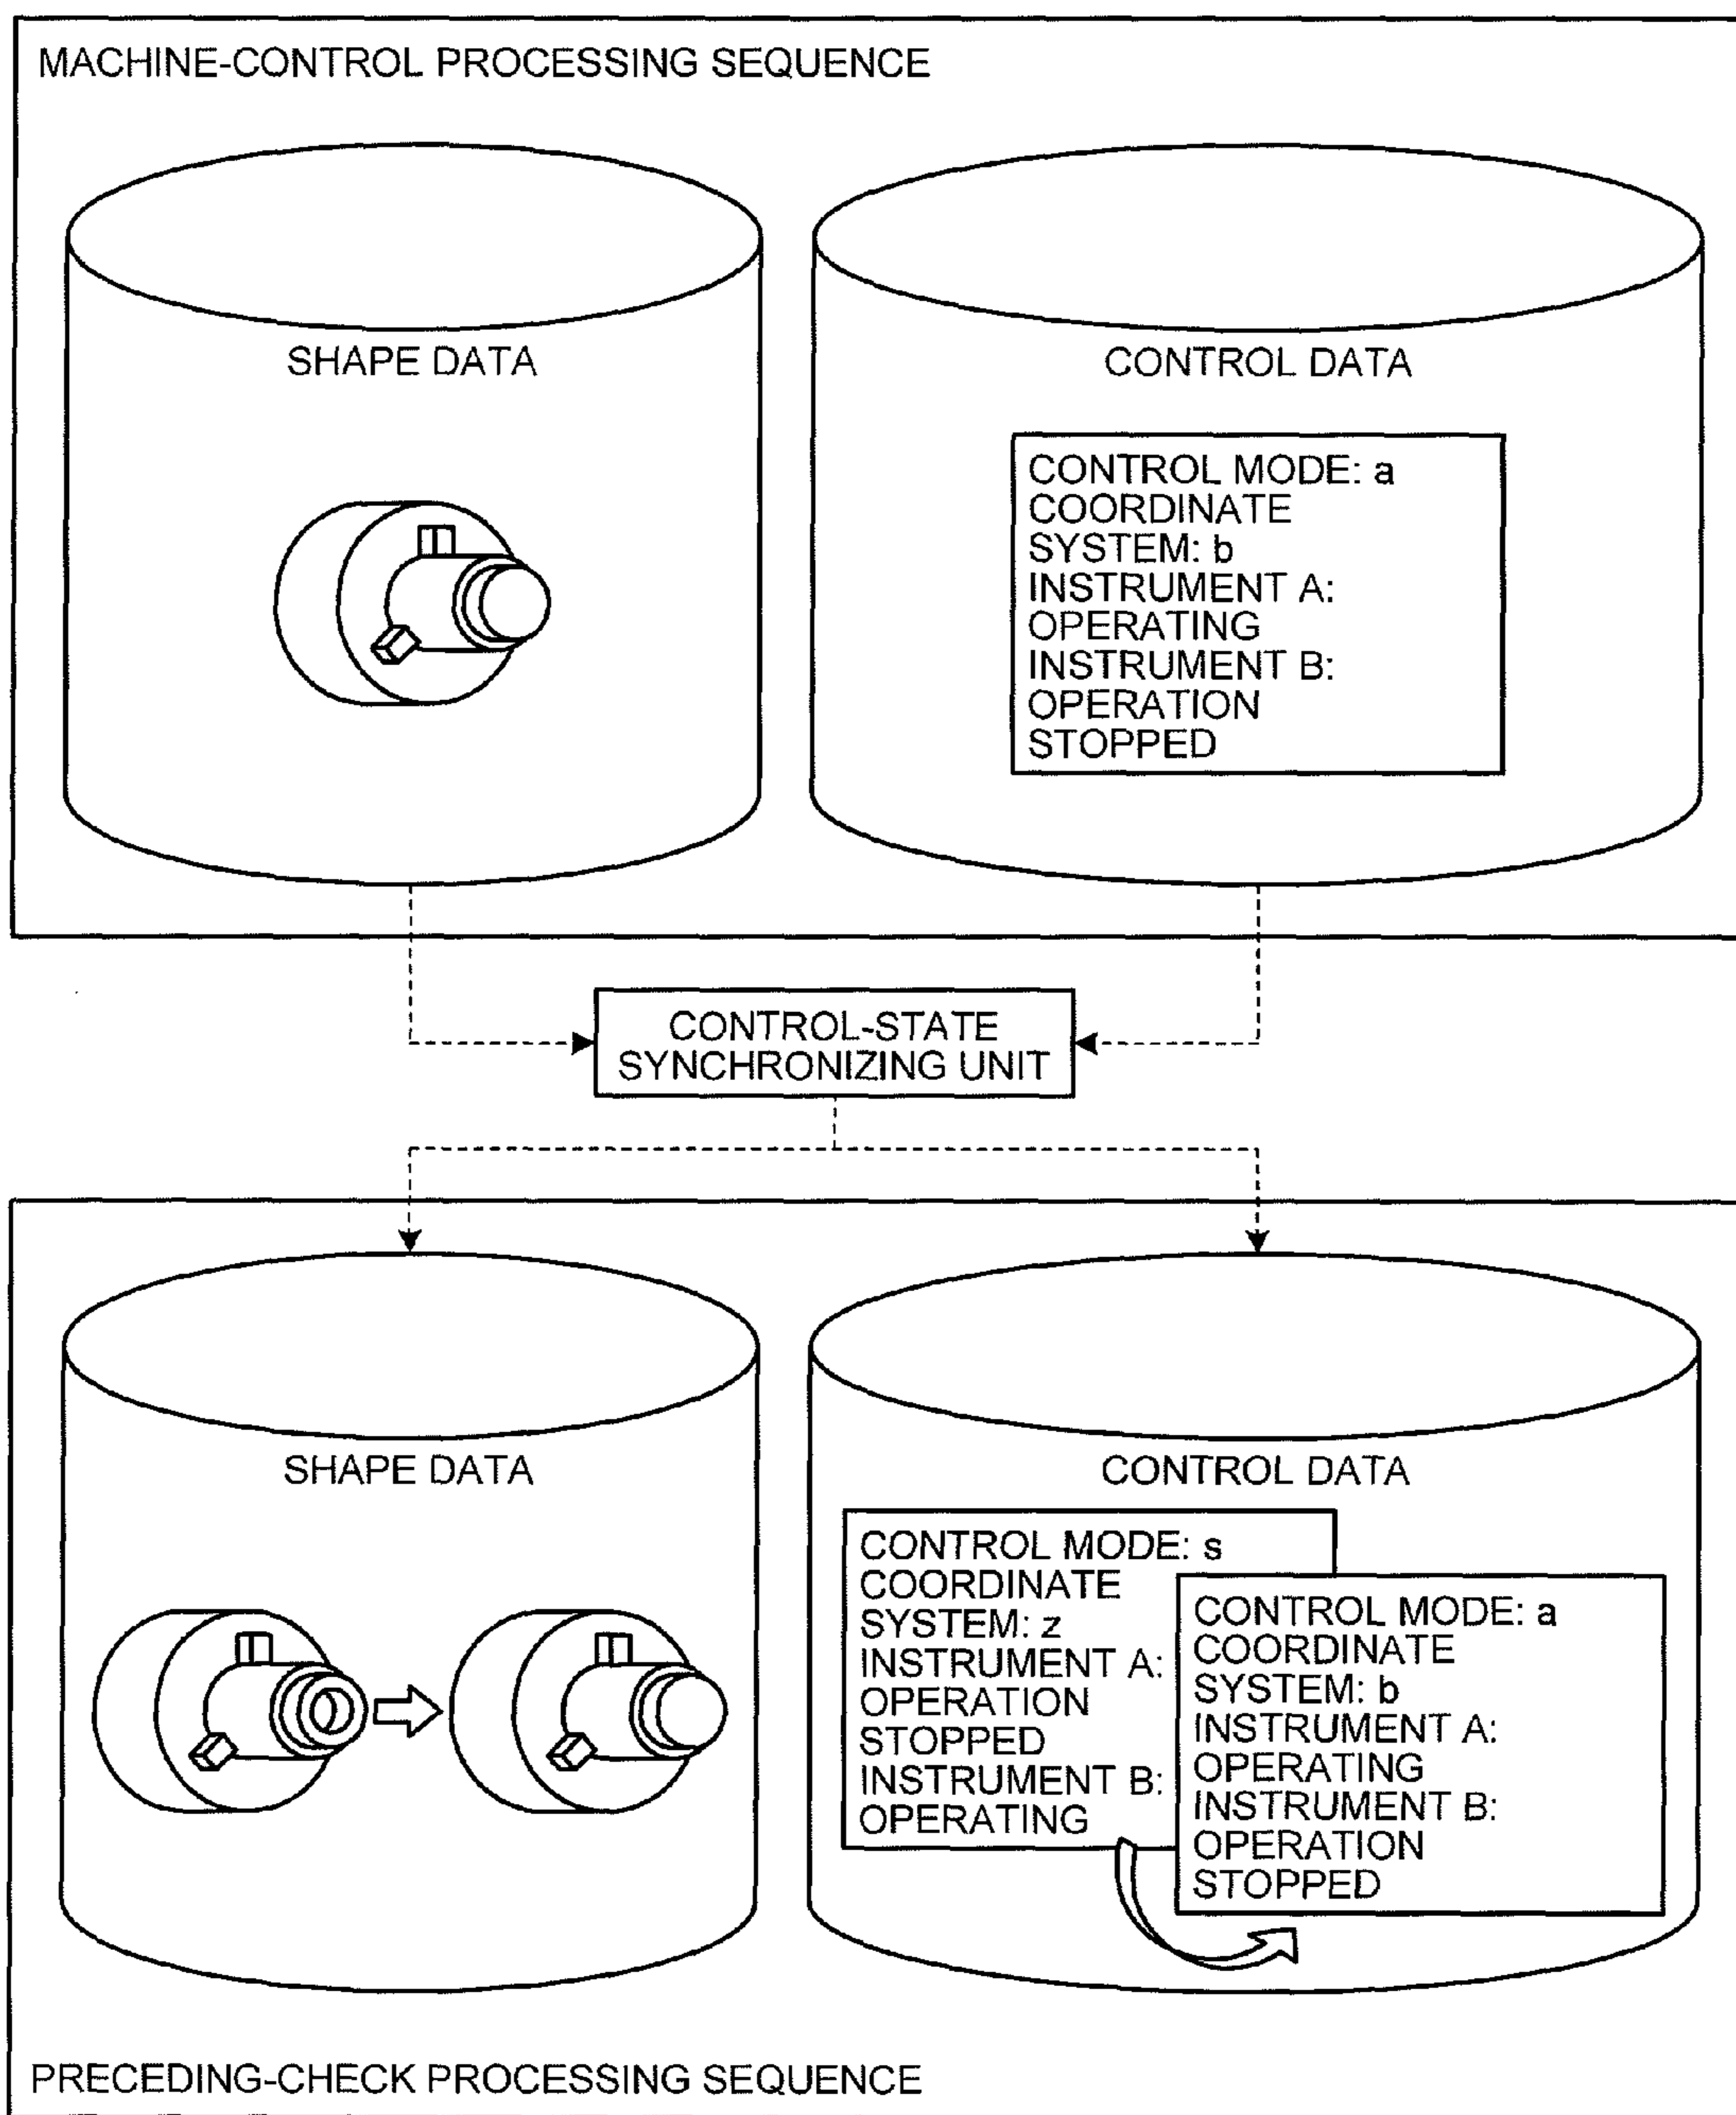 MACHINE-CONTROL PROCESSING SEQUENCE
SHAPE DATA
CONTROL DATA
CONTROL MODE: a
COORDINATE
SYSTEM: b
INSTRUMENT A:
OPERATING
INSTRUMENT B:
OPERATION
STOPPED
CONTROL-STATE
SYNCHRONIZING UNIT
SHAPE DATA
CONTROL DATA
CONTROL MODE: s
COORDINATE
SYSTEM: z
INSTRUMENT A:
OPERATION
STOPPED
INSTRUMENT B:
OPERATING
CONTROL MODE: a
COORDINATE
SYSTEM: b
INSTRUMENT A:
OPERATING
INSTRUMENT B:
OPERATION
STOPPED
PRECEDING-CHECK PROCESSING SEQUENCE